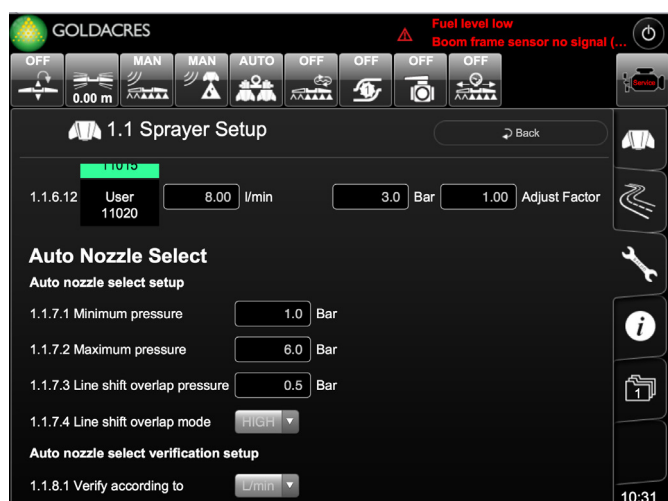 GOLDACRES
Fuel level low
Boom frame sensor no signal (...
OFF
MAN
MAN
AUTO
OFF
OFF
OFF
OFF
0.00 m
1
Service
1.1 Sprayer Setup
Back
11015
1.1.6.12 User 11020 8.00 l/min 3.0 Bar 1.00 Adjust Factor
Auto Nozzle Select
Auto nozzle select setup
1.1.7.1 Minimum pressure 1.0 Bar
1.1.7.2 Maximum pressure 6.0 Bar
i
1.1.7.3 Line shift overlap pressure 0.5 Bar
1
1.1.7.4 Line shift overlap mode HIGH
Auto nozzle select verification setup
1.1.8.1 Verify according to L/min
10:31